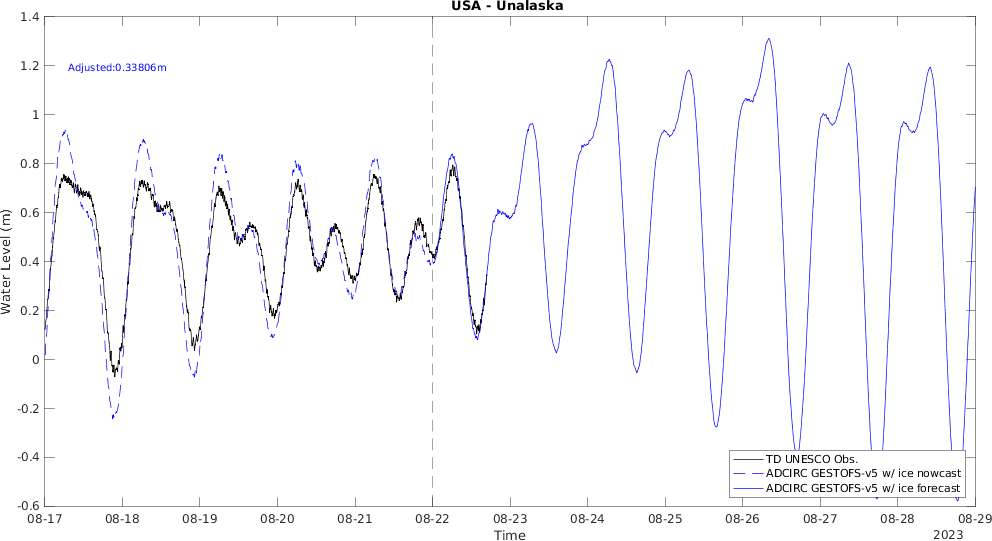 USA - Unalaska
Adjusted:0.33806m
Water Level (m)
1.4
1.2
1
0.8
0.6
0.4
0.2
0
-0.2
-0.4
-0.6
TD UNESCO Obs.
ADCIRC GESTOFS-v5 w/ ice nowcast
ADCIRC GESTOFS-v5 w/ ice forecast
08-17 08-18 08-19 08-20 08-21 08-22 08-23 08-24 08-25 08-26 08-27 08-28 08-29
Time
2023